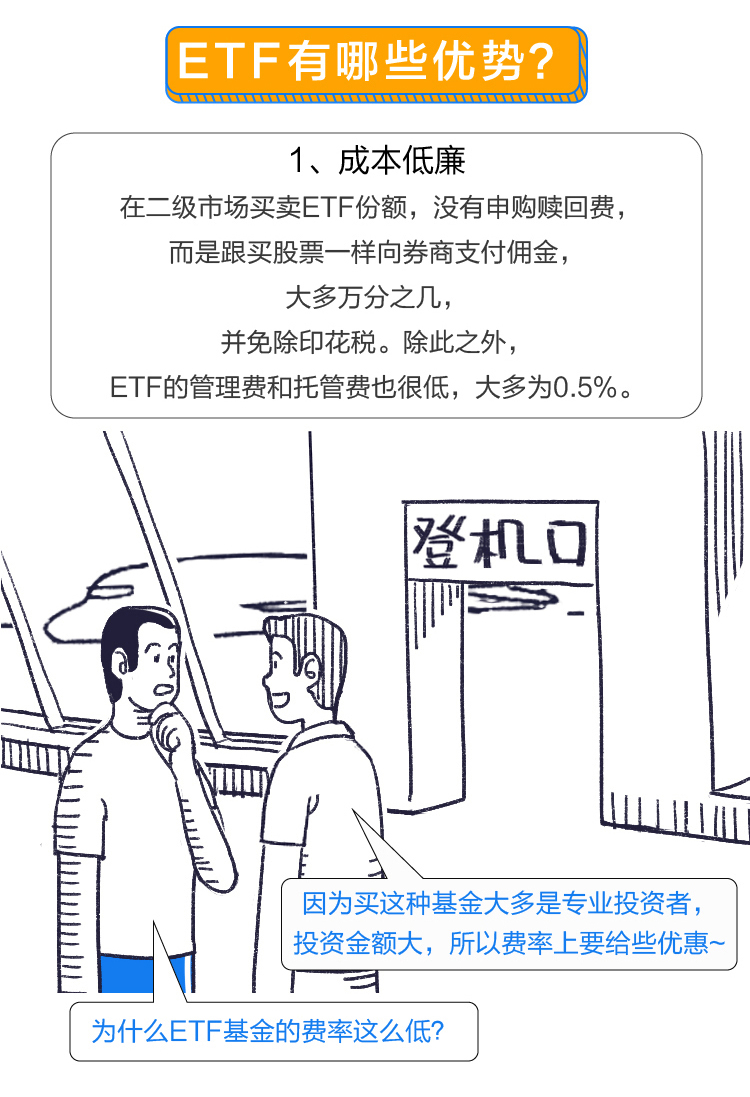 ETF有哪些优势？
1、成本低廉
在二级市场买卖ETF份额，没有申购赎回费，
而是跟买股票一样向券商支付佣金，
大多万分之几，
并免除印花税。除此之外，
ETF的管理费和托管费也很低，大多为0.5%。
登机口
因为买这种基金大多是专业投资者，
投资金额大，所以费率上要给些优惠~
为什么ETF基金的费率这么低？